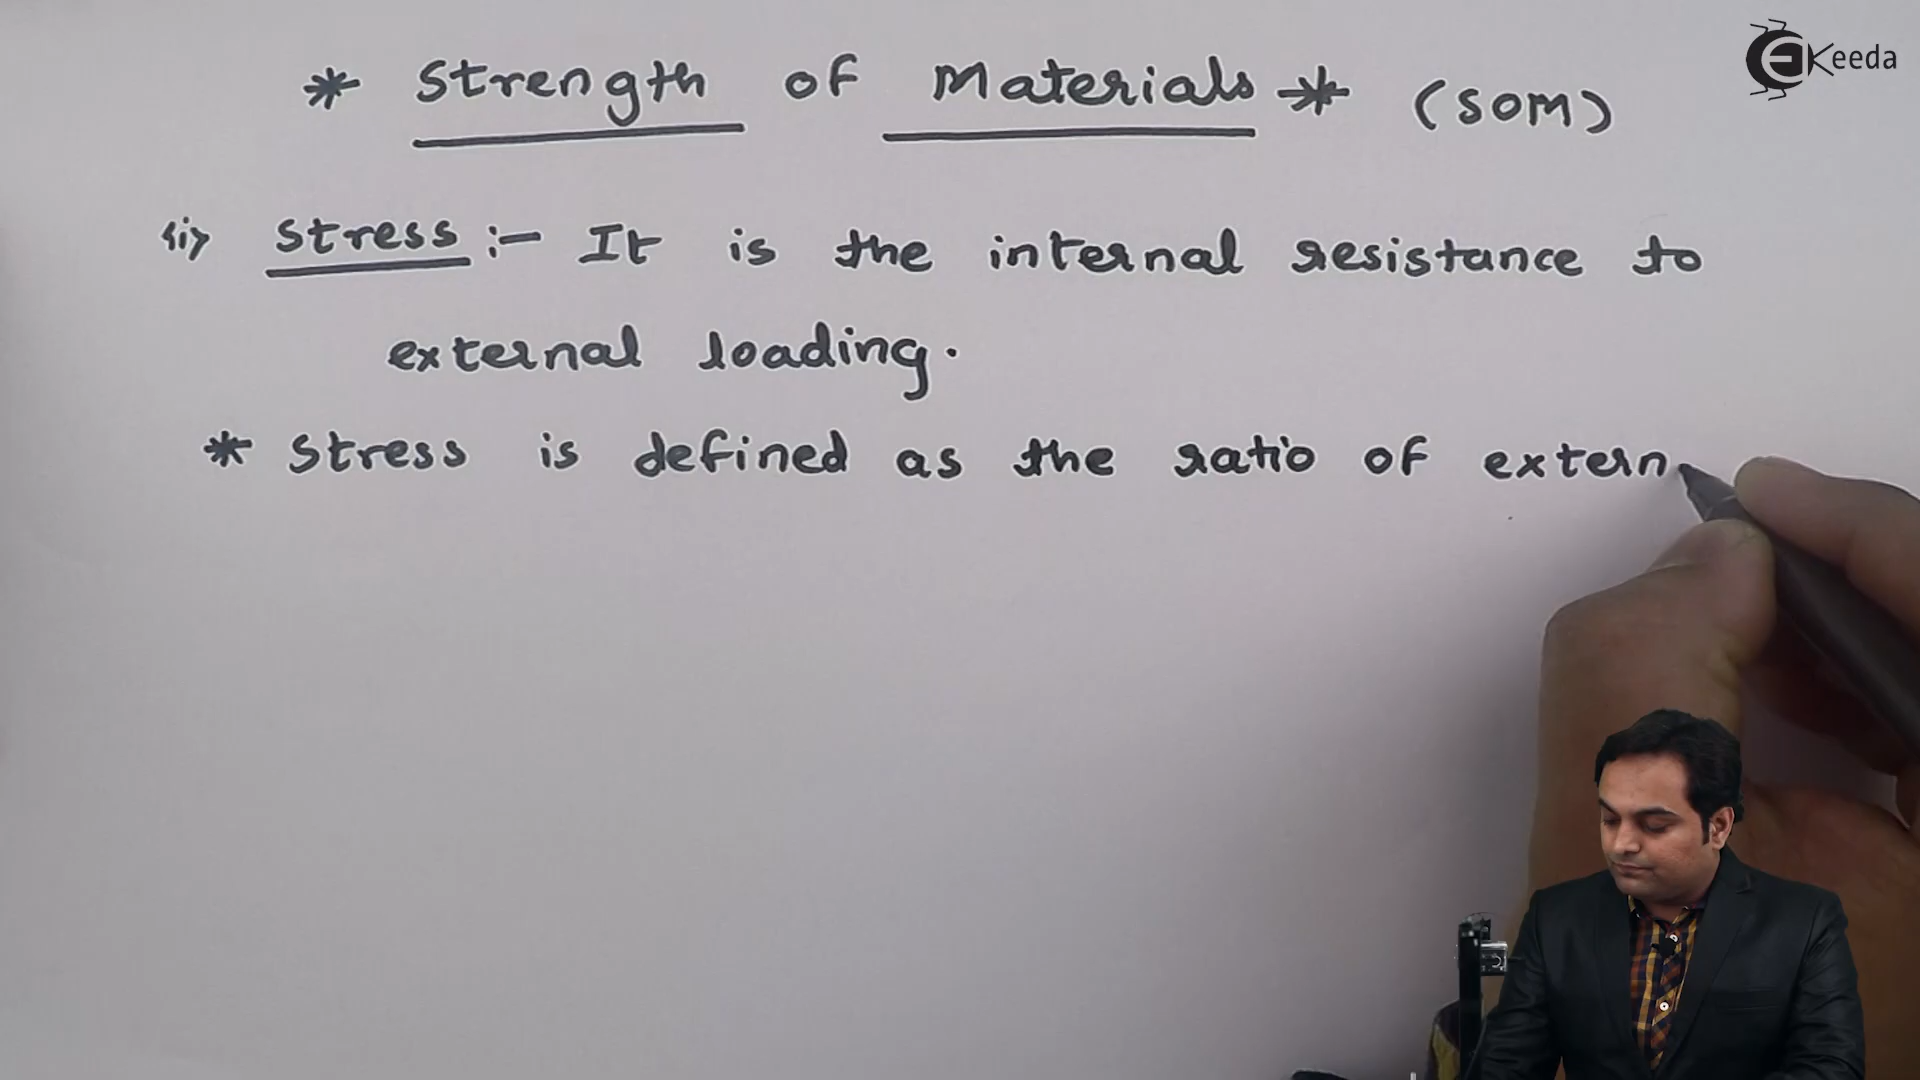 * Strength of Materials * (SOM)
EKeeda
(i) Stress :- It is the internal resistance to
external loading.
* Stress is defined as the ratio of extern